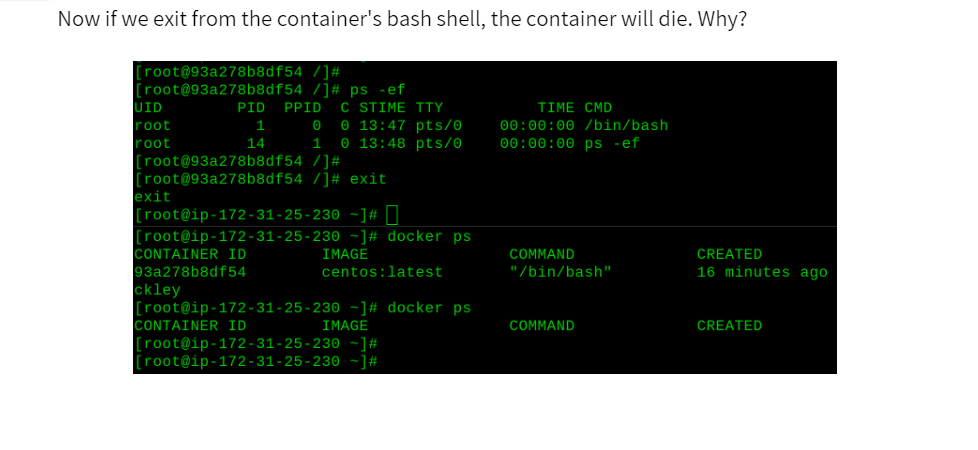 Now if we exit from the container's bash shell, the container will die. Why?
[root@93a278b8df54 /]#
[root@93a278b8df54 /]# ps -ef
UID PID PPID C STIME TTY TIME CMD
root 1 0 0 13:47 pts/0 00:00:00 /bin/bash
root 14 1 0 13:48 pts/0 00:00:00 ps -ef
[root@93a278b8df54 /]#
[root@93a278b8df54 /]# exit
exit
[root@ip-172-31-25-230 ~]#
[root@ip-172-31-25-230 ~]# docker ps
CONTAINER ID IMAGE COMMAND CREATED
93a278b8df54 centos:latest "/bin/bash" 16 minutes ago
ckley
[root@ip-172-31-25-230 ~]# docker ps
CONTAINER ID IMAGE COMMAND CREATED
[root@ip-172-31-25-230 ~]#
[root@ip-172-31-25-230 ~]#